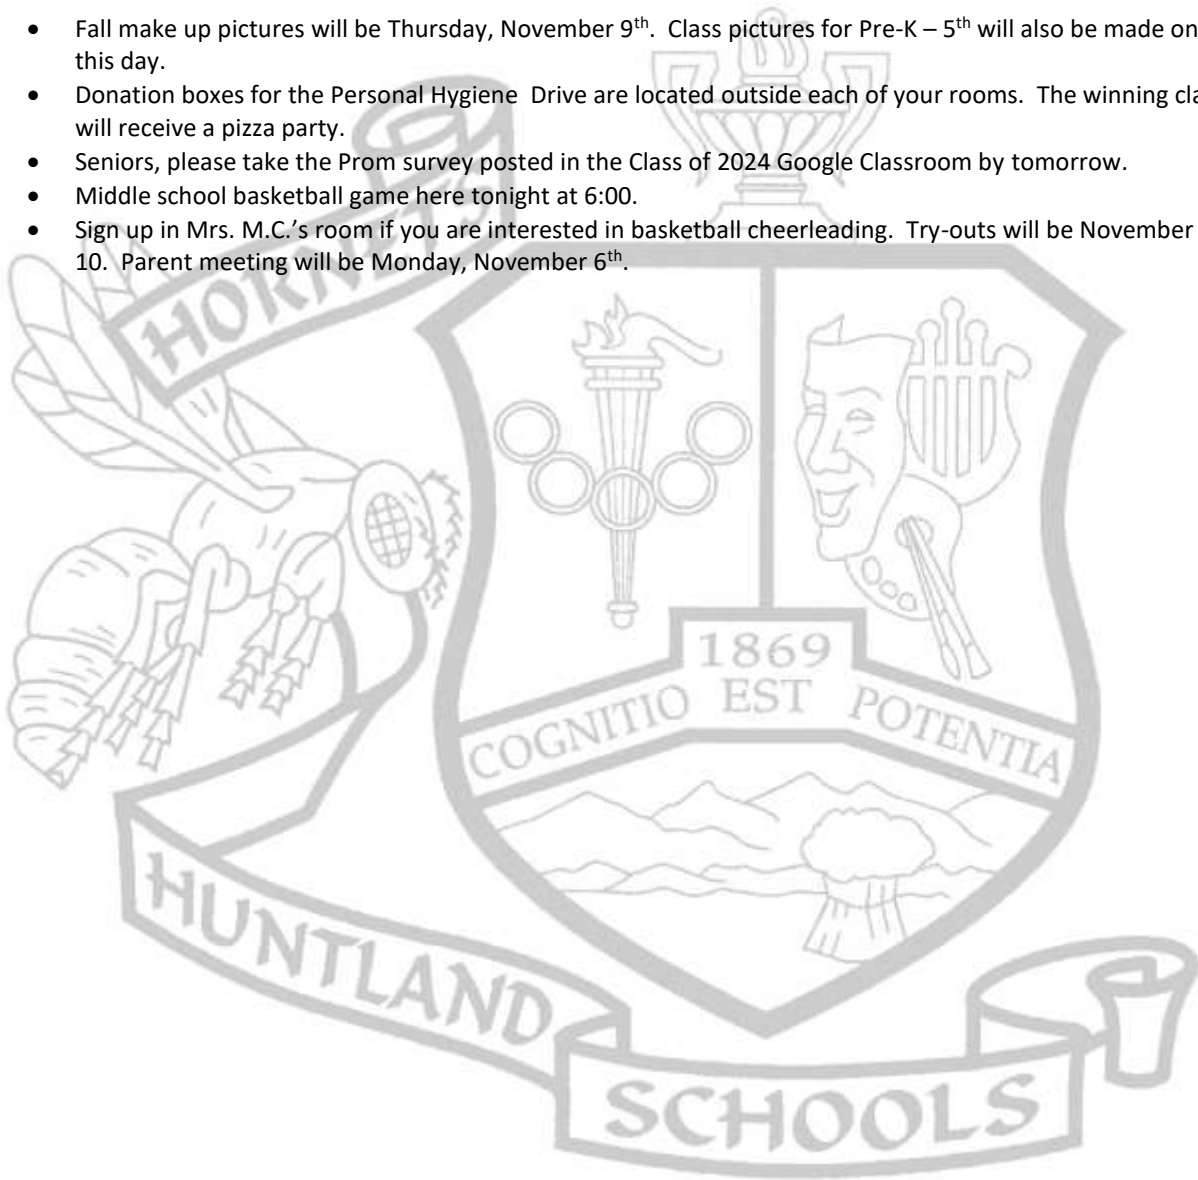 • Fall make up pictures will be Thursday, November 9th.  Class pictures for Pre-K – 5th will also be made on
this day.
• Donation boxes for the Personal Hygiene  Drive are located outside each of your rooms.  The winning cla
will receive a pizza party.
• Seniors, please take the Prom survey posted in the Class of 2024 Google Classroom by tomorrow.
• Middle school basketball game here tonight at 6:00.
• Sign up in Mrs. M.C.’s room if you are interested in basketball cheerleading.  Try-outs will be November
10.  Parent meeting will be Monday, November 6th.
HORNETS
1869
COGNITIO EST POTENTIA
HUNTLAND
SCHOOLS